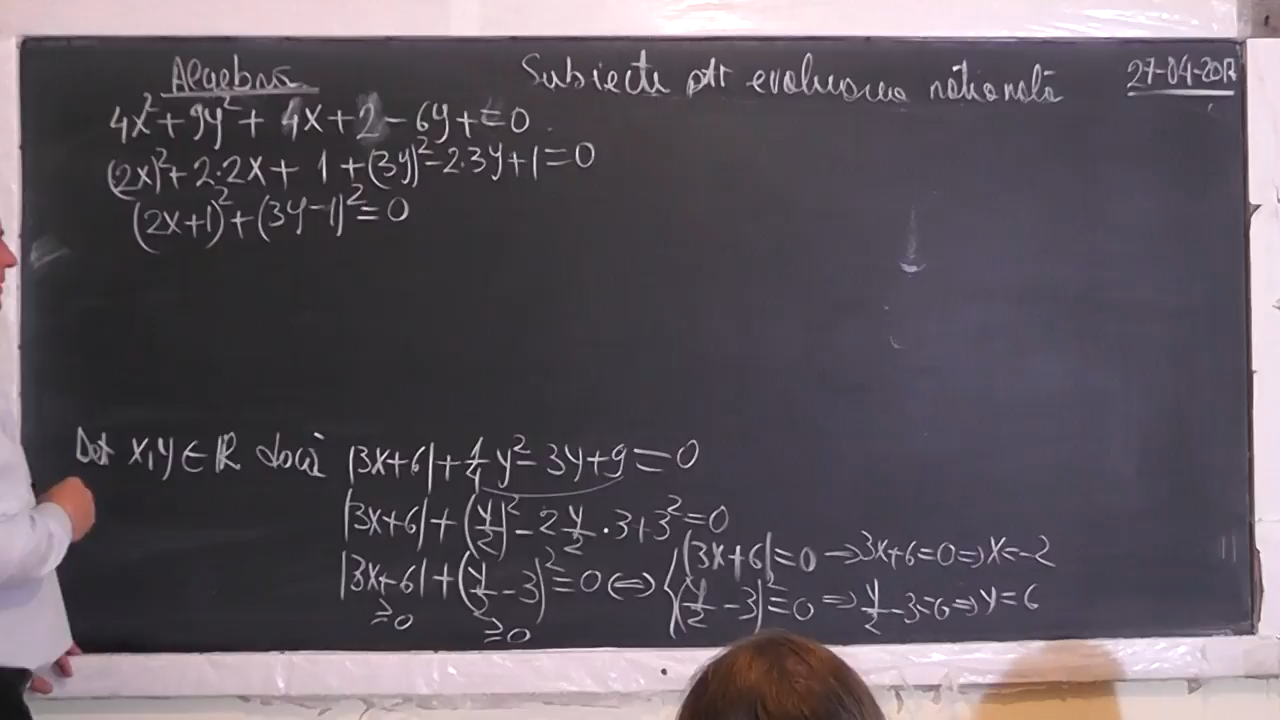 Algebră
Subiecte ptr evaluarea națională
27-04-2017
4x²+9y²+4x+2-6y+=0
(2x)²+2·2x+1+(3y)²-2·3y+1=0
(2x+1)²+(3y-1)²=0
Det x,y∈ℝ dacă |3x+6|+1/4 y²-3y+9=0
|3x+6|+(y/2)²-2 y/2·3+3²=0
|3x+6|+(y/2-3)²=0 ⇔ { |3x+6|=0 ⇒ 3x+6=0 ⇒ x=-2
(y/2-3)²=0 ⇒ y/2-3=0 ⇒ y=6
≥0 ≥0